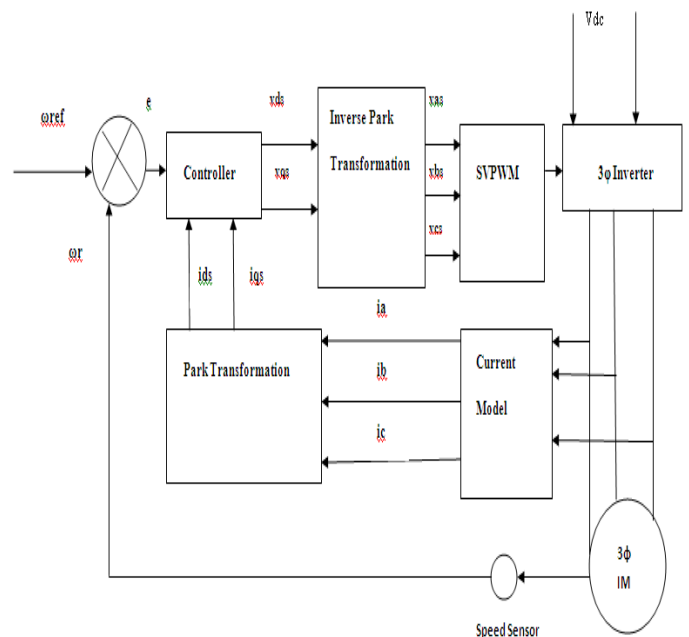 Vdc
ωref
e
xds
xqs
Controller
Inverse Park
Transformation
xas
xbs
xcs
SVPWM
3φ Inverter
ωr
ids
iqs
Park Transformation
ia
ib
ic
Current
Model
3ϕ
IM
Speed Sensor